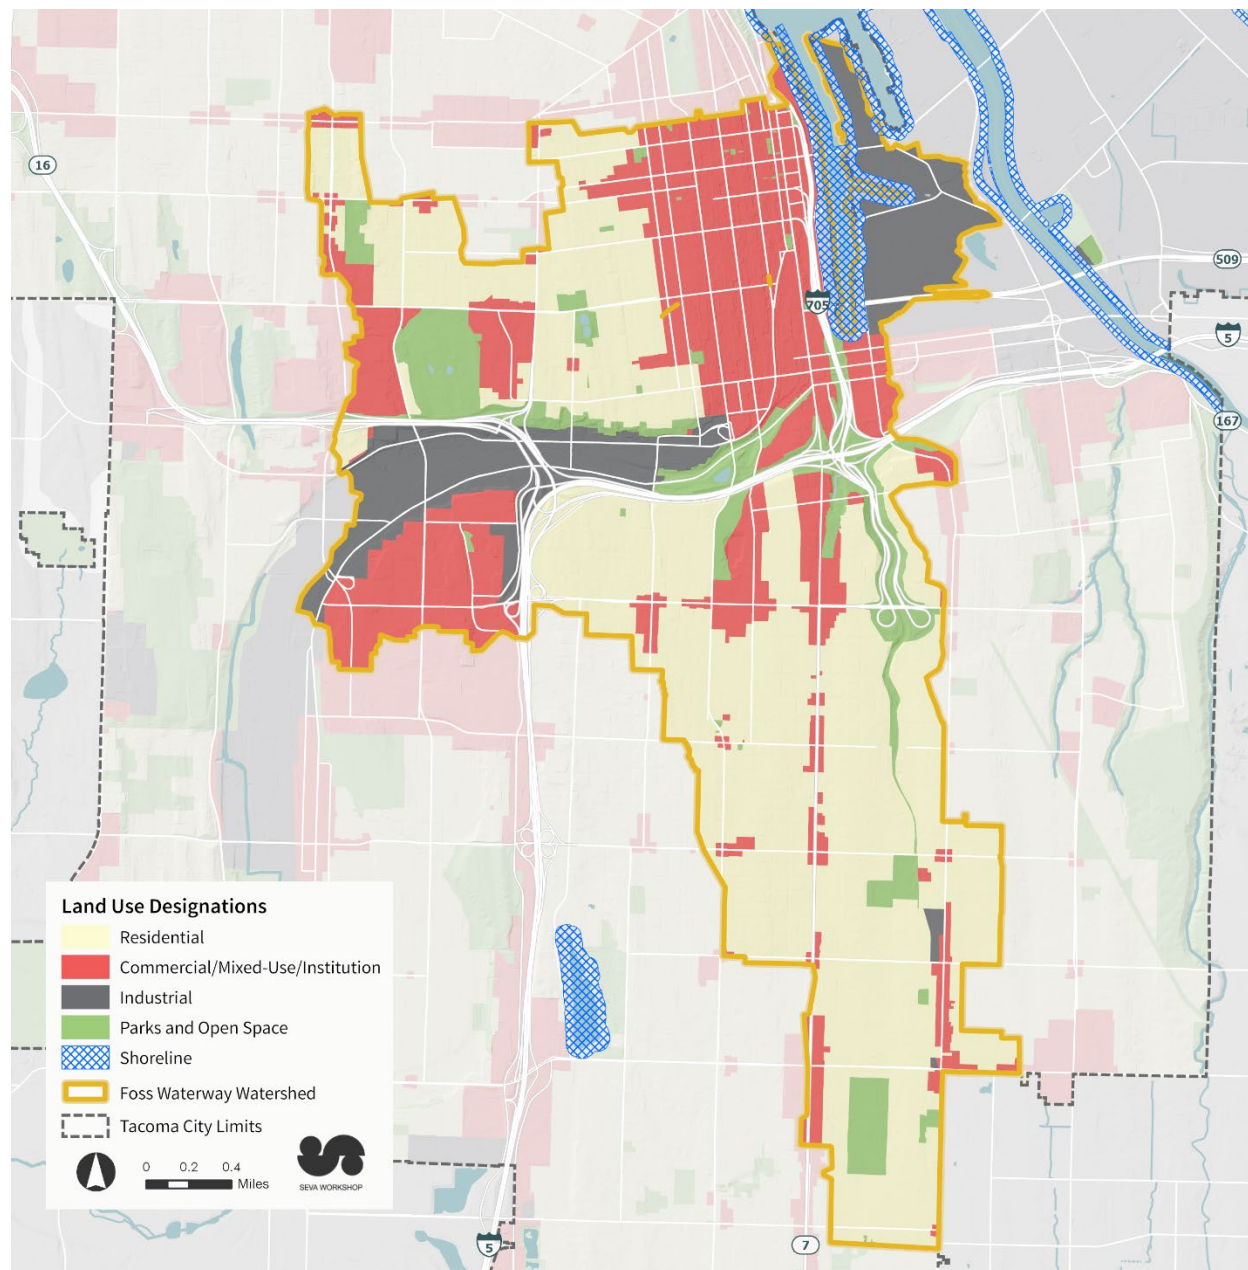 16
509
705
5
167
Land Use Designations
Residential
Commercial/Mixed-Use/Institution
Industrial
Parks and Open Space
Shoreline
Foss Waterway Watershed
Tacoma City Limits
0 0.2 0.4
Miles
SEVA WORKSHOP
5
7